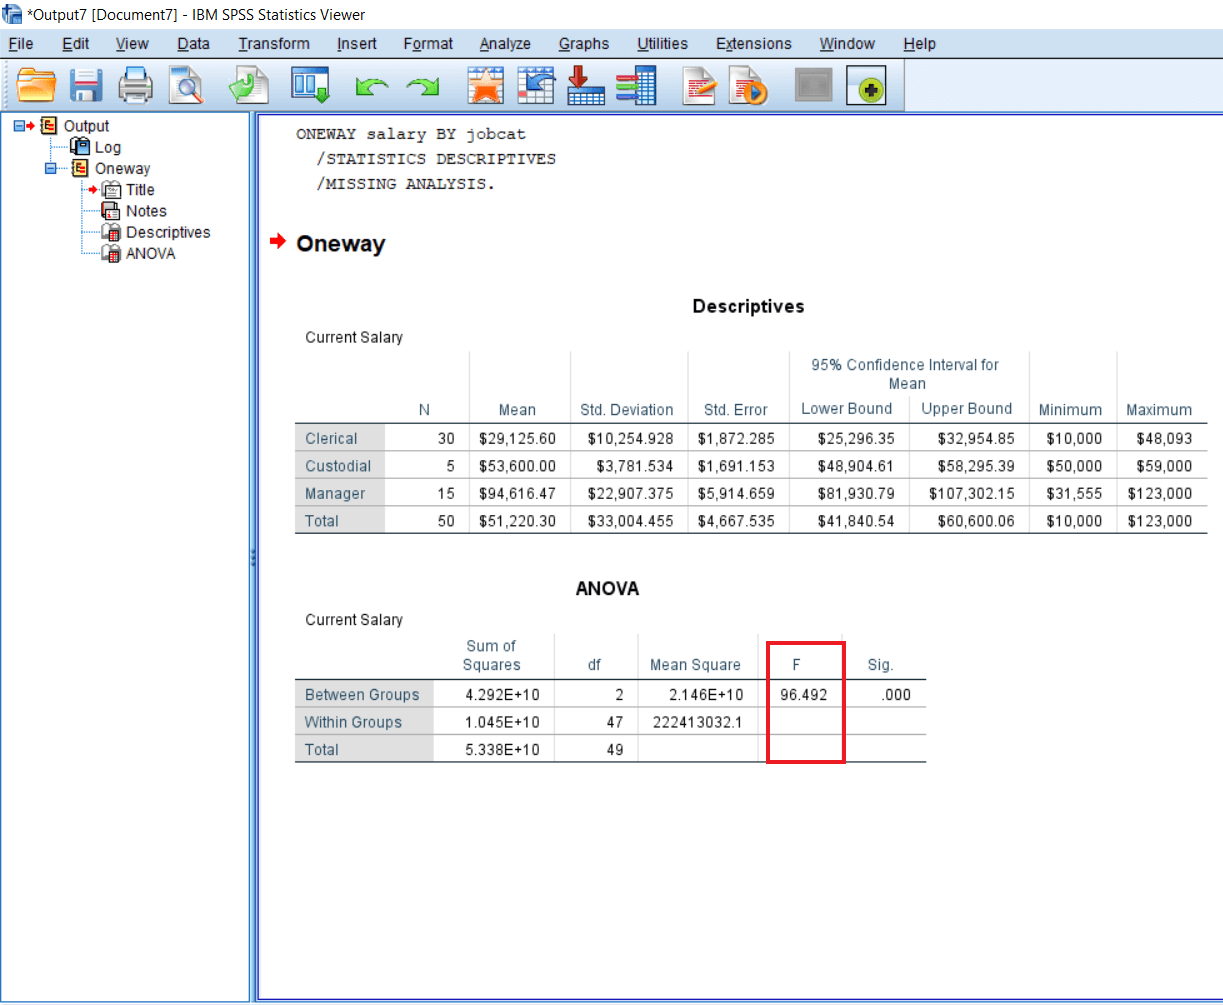 *Output7 [Document7] - IBM SPSS Statistics Viewer
File Edit View Data Transform Insert Format Analyze Graphs Utilities Extensions Window Help
Output
Log
Oneway
Title
Notes
Descriptives
ANOVA
ONEWAY salary BY jobcat
/STATISTICS DESCRIPTIVES
/MISSING ANALYSIS.
Oneway
Descriptives
Current Salary
95% Confidence Interval for
Mean
N Mean Std. Deviation Std. Error Lower Bound Upper Bound Minimum Maximum
Clerical 30 $29,125.60 $10,254.928 $1,872.285 $25,296.35 $32,954.85 $10,000 $48,093
Custodial 5 $53,600.00 $3,781.534 $1,691.153 $48,904.61 $58,295.39 $50,000 $59,000
Manager 15 $94,616.47 $22,907.375 $5,914.659 $81,930.79 $107,302.15 $31,555 $123,000
Total 50 $51,220.30 $33,004.455 $4,667.535 $41,840.54 $60,600.06 $10,000 $123,000
ANOVA
Current Salary
Sum of
Squares df Mean Square F Sig.
Between Groups 4.292E+10 2 2.146E+10 96.492 .000
Within Groups 1.045E+10 47 222413032.1
Total 5.338E+10 49